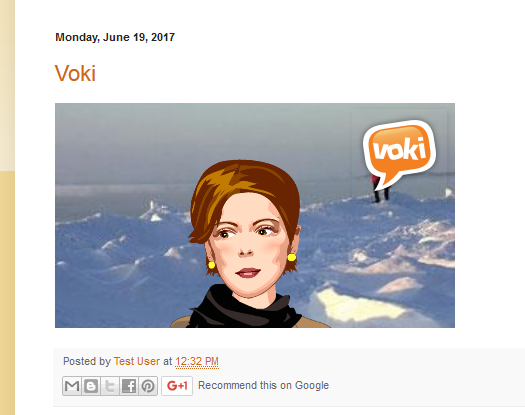 Monday, June 19, 2017
Voki
voki
Posted by Test User at 12:32 PM
G+1 Recommend this on Google